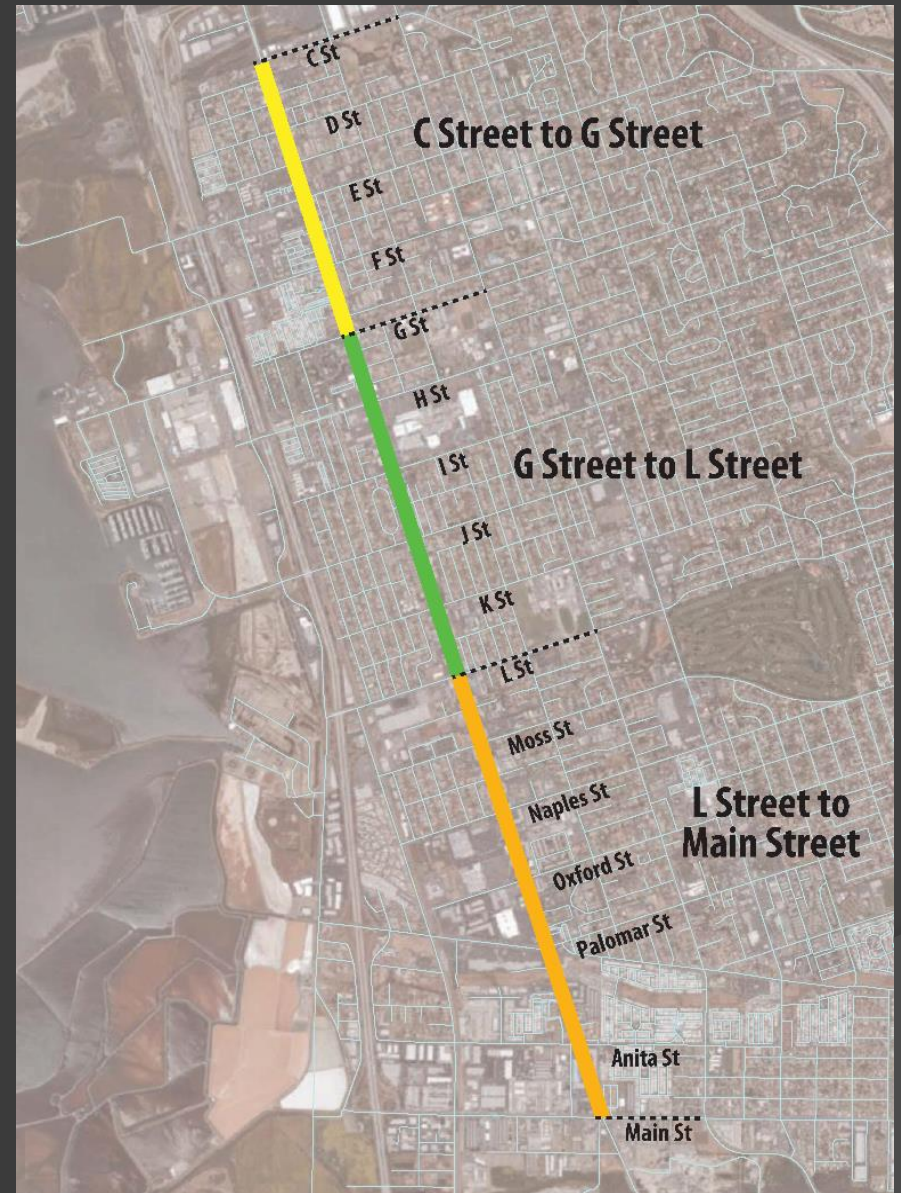 C St
D St
C Street to G Street
E St
F St
G St
H St
I St
G Street to L Street
J St
K St
L St
Moss St
Naples St
L Street to
Main Street
Oxford St
Palomar St
Anita St
Main St